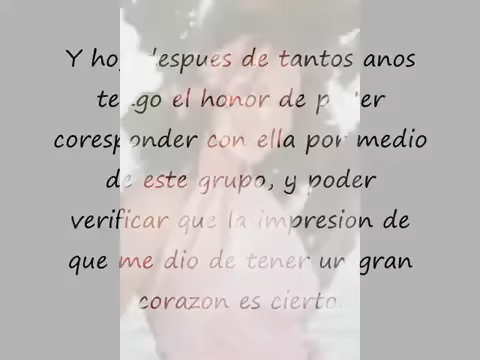 Y hoy despues de tantos anos
tengo el honor de poder
coresponder con ella por medio
de este grupo, y poder
verificar que la impresion de
que me dio de tener un gran
corazon es cierto.